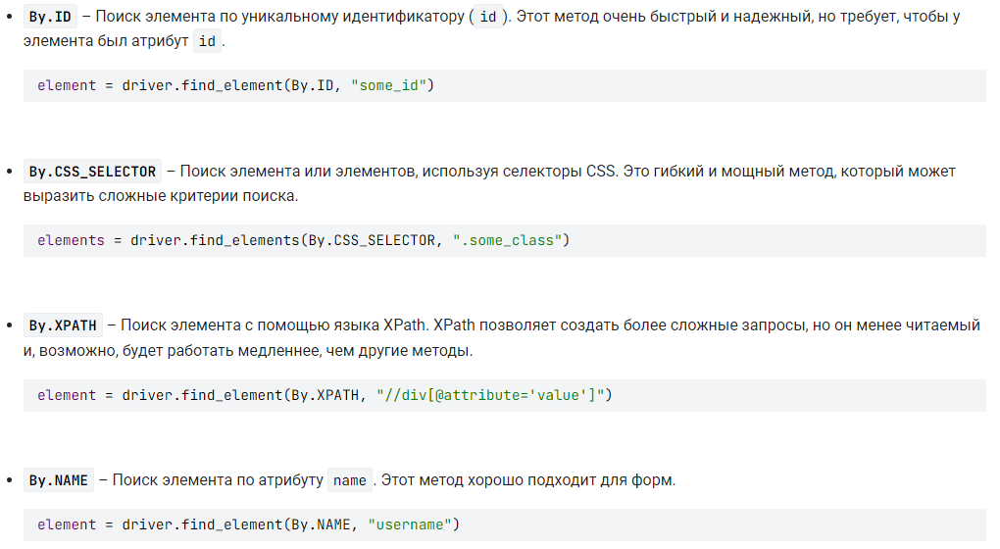 • By.ID – Поиск элемента по уникальному идентификатору ( id ). Этот метод очень быстрый и надежный, но требует, чтобы у
элемента был атрибут id .
element = driver.find_element(By.ID, "some_id")
• By.CSS_SELECTOR – Поиск элемента или элементов, используя селекторы CSS. Это гибкий и мощный метод, который может
выразить сложные критерии поиска.
elements = driver.find_elements(By.CSS_SELECTOR, ".some_class")
• By.XPATH – Поиск элемента с помощью языка XPath. XPath позволяет создать более сложные запросы, но он менее читаемый
и, возможно, будет работать медленнее, чем другие методы.
element = driver.find_element(By.XPATH, "//div[@attribute='value']")
• By.NAME – Поиск элемента по атрибуту name . Этот метод хорошо подходит для форм.
element = driver.find_element(By.NAME, "username")